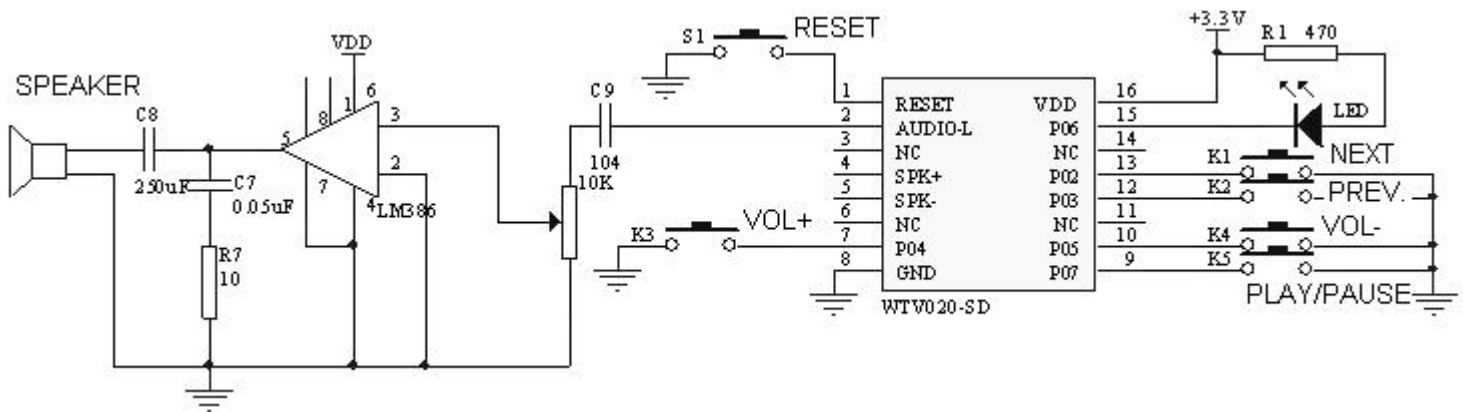 SPEAKER
C8
250uF
C7
0.05uF
R7
10
VDD
6
1
8
5
7
4
3
2
LM386
C9
104
10K
S1 RESET
K3 VOL+
1 RESET
2 AUDIO-L
3 NC
4 SPK+
5 SPK-
6 NC
7 P04
8 GND
VDD 16
P06 15
NC 14
P02 13
P03 12
NC 11
P05 10
P07 9
WTV020-SD
+3.3V
R1 470
LED
K1 NEXT
K2 PREV.
K4 VOL-
K5
PLAY/PAUSE